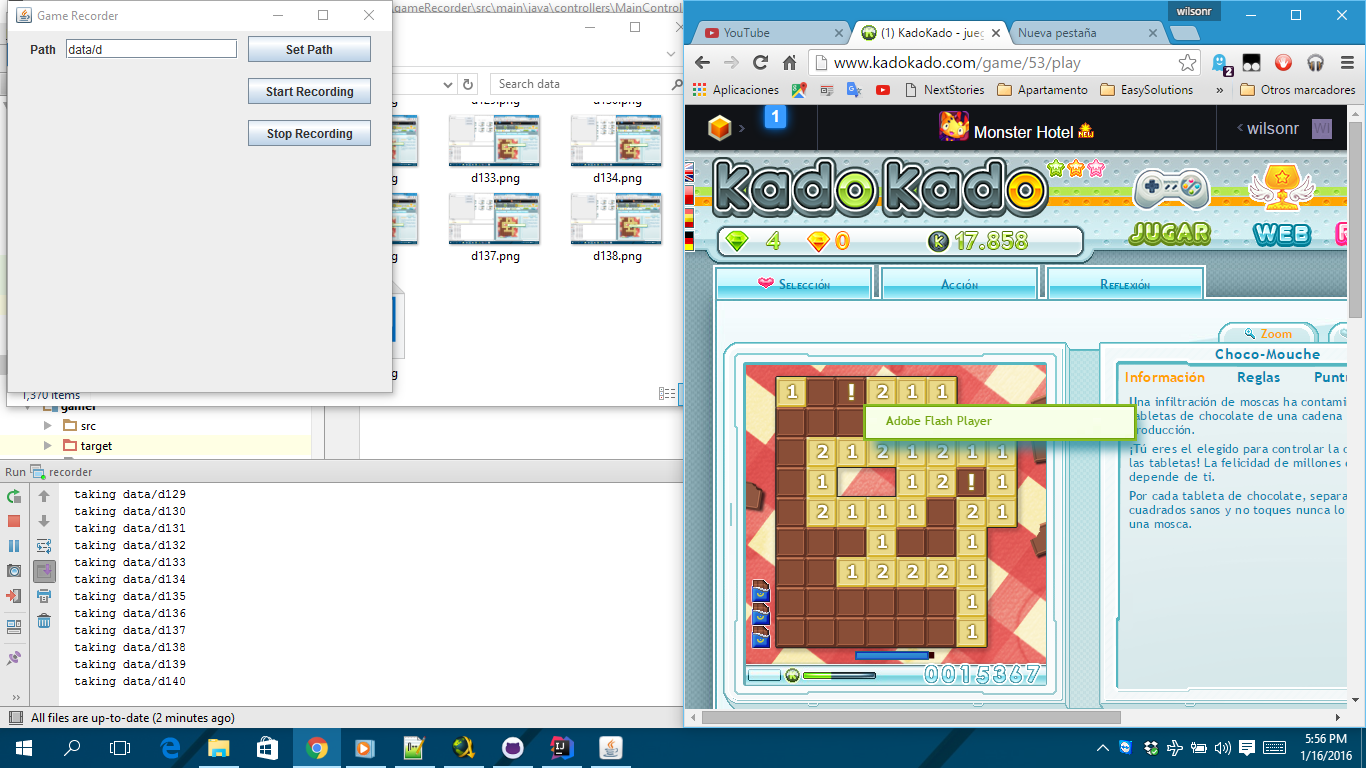 Game Recorder
Path data/d Set Path
Start Recording
Stop Recording
gameRecorder\src\main\java\controllers\MainControl
Search data
d133.png d134.png
d137.png d138.png
1,370 items
src
target
Run recorder
taking data/d129
taking data/d130
taking data/d131
taking data/d132
taking data/d133
taking data/d134
taking data/d135
taking data/d136
taking data/d137
taking data/d138
taking data/d139
taking data/d140
All files are up-to-date (2 minutes ago)
wilsonr
YouTube (1) KadoKado - jueg Nueva pestaña
www.kadokado.com/game/53/play
2
Aplicaciones NextStories Apartamento EasySolutions » Otros marcadores
1 Monster Hotel NEW wilsonr WI
kadokado
4 0 K 17.858
JUGAR WEB
Selección Acción Reflexión
Zoom
Choco-Mouche
Información Reglas Puntu
Una infiltración de moscas ha contami
tabletas de chocolate de una cadena
producción.
¡Tú eres el elegido para controlar la c
las tabletas! La felicidad de millones
depende de ti.
Por cada tableta de chocolate, separa
cuadrados sanos y no toques nunca lo
una mosca.
Adobe Flash Player
1 ! 2 1 1
2 1 2 1 2 1 1
1 1 2 ! 1
2 1 1 1 2 1
1 1
1 2 2 2 1
1
1
0015367
5:56 PM
1/16/2016